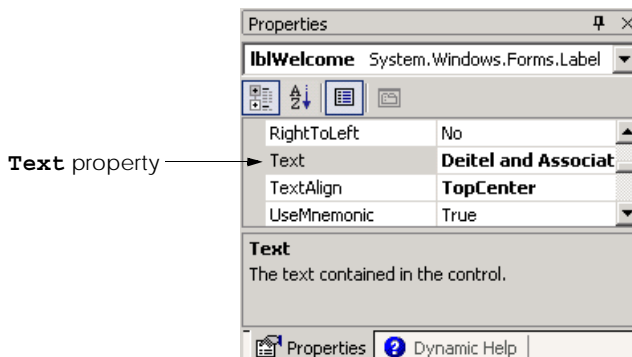 Properties
lblWelcome System.Windows.Forms.Label
RightToLeft No
Text property Text Deitel and Associat
TextAlign TopCenter
UseMnemonic True
Text
The text contained in the control.
Properties Dynamic Help